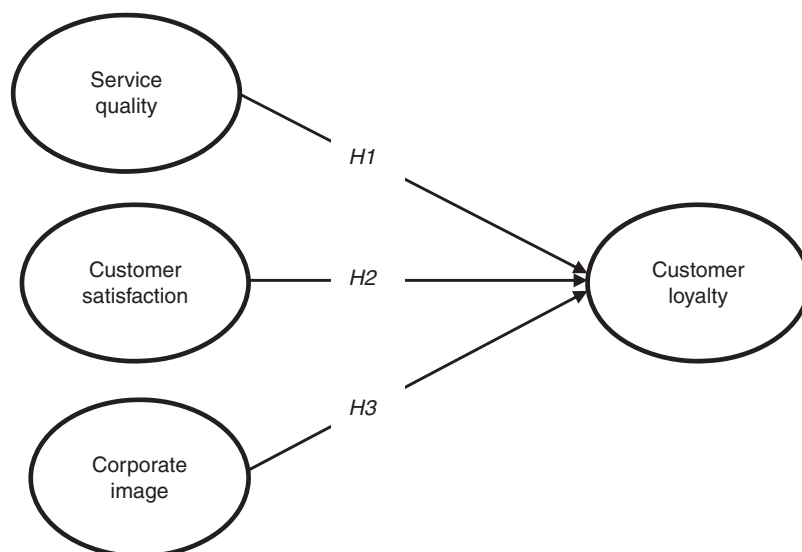 Service
quality
H1
Customer
satisfaction
H2
Customer
loyalty
H3
Corporate
image